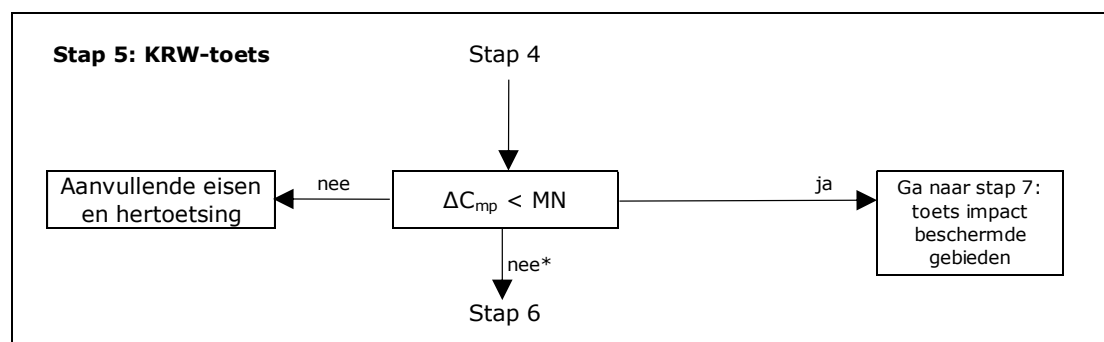 Stap 5: KRW-toets
Stap 4
Aanvullende eisen
en hertoetsing
nee
ΔCmp < MN
ja
Ga naar stap 7:
toets impact
beschermde
gebieden
nee*
Stap 6